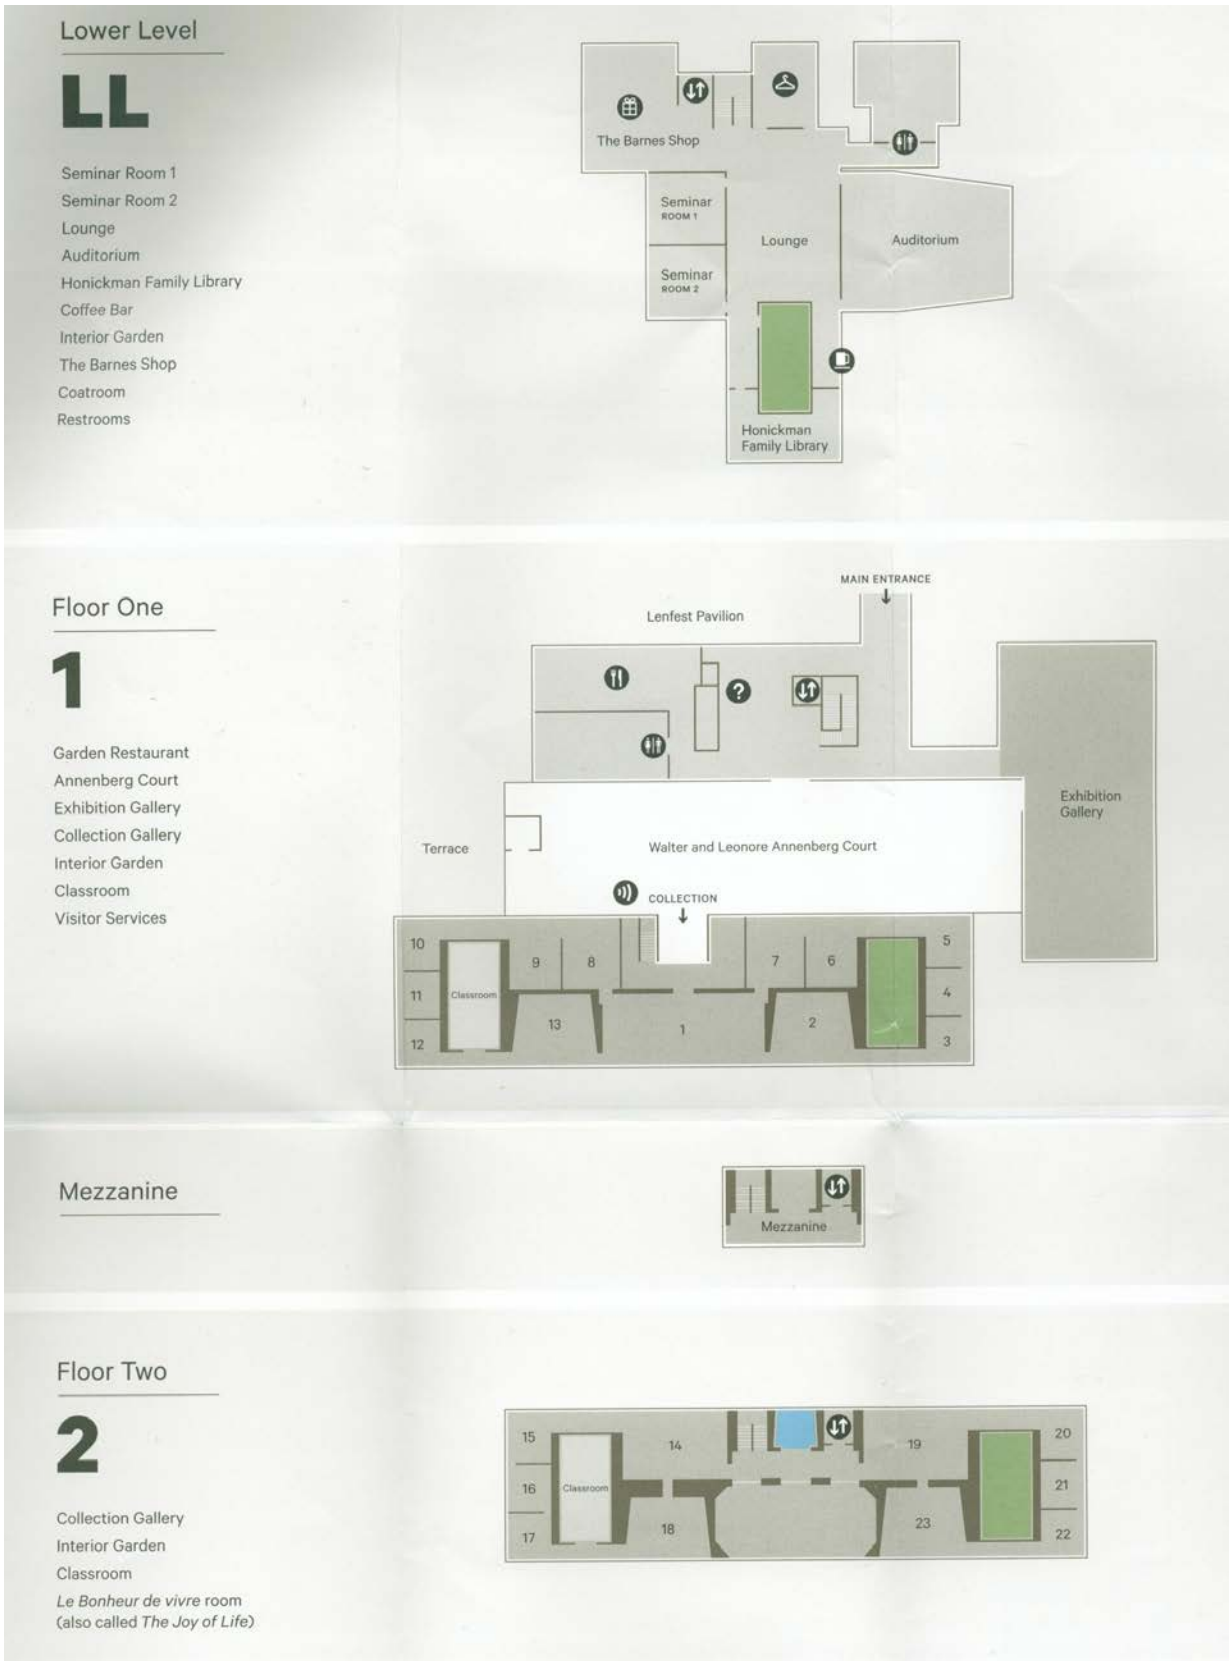 Lower Level
LL
Seminar Room 1
Seminar Room 2
Lounge
Auditorium
Honickman Family Library
Coffee Bar
Interior Garden
The Barnes Shop
Coatroom
Restrooms
The Barnes Shop
Seminar
ROOM 1
Seminar
ROOM 2
Lounge
Auditorium
Honickman
Family Library
Floor One
1
Garden Restaurant
Annenberg Court
Exhibition Gallery
Collection Gallery
Interior Garden
Classroom
Visitor Services
MAIN ENTRANCE
Lenfest Pavilion
?
Exhibition
Gallery
Terrace
Walter and Leonore Annenberg Court
COLLECTION
10
9
8
7
6
5
11
Classroom
4
13
1
2
12
3
Mezzanine
Mezzanine
Floor Two
2
Collection Gallery
Interior Garden
Classroom
Le Bonheur de vivre room
(also called The Joy of Life)
15
14
19
20
16
Classroom
21
17
18
23
22